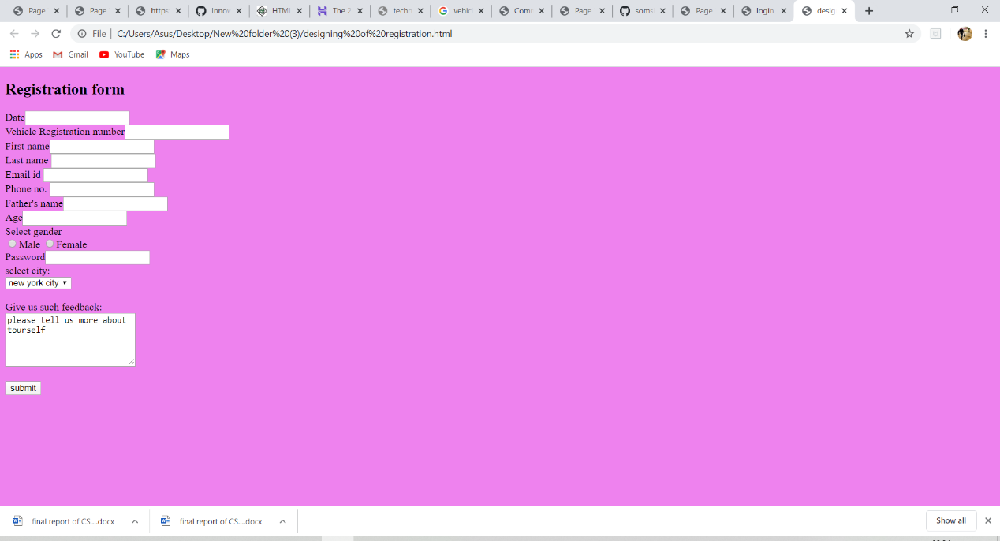 Page
Page
https
Innov
HTML
The 2
techn
vehic
Com
Page
soms
Page
login.
desig
File C:/Users/Asus/Desktop/New%20folder%20(3)/designing%20of%20registration.html
Apps Gmail YouTube Maps
Registration form
Date
Vehicle Registration number
First name
Last name
Email id
Phone no.
Father's name
Age
Select gender
Male Female
Password
select city:
new york city
Give us such feedback:
please tell us more about
tourself
submit
final report of CS....docx final report of CS....docx Show all